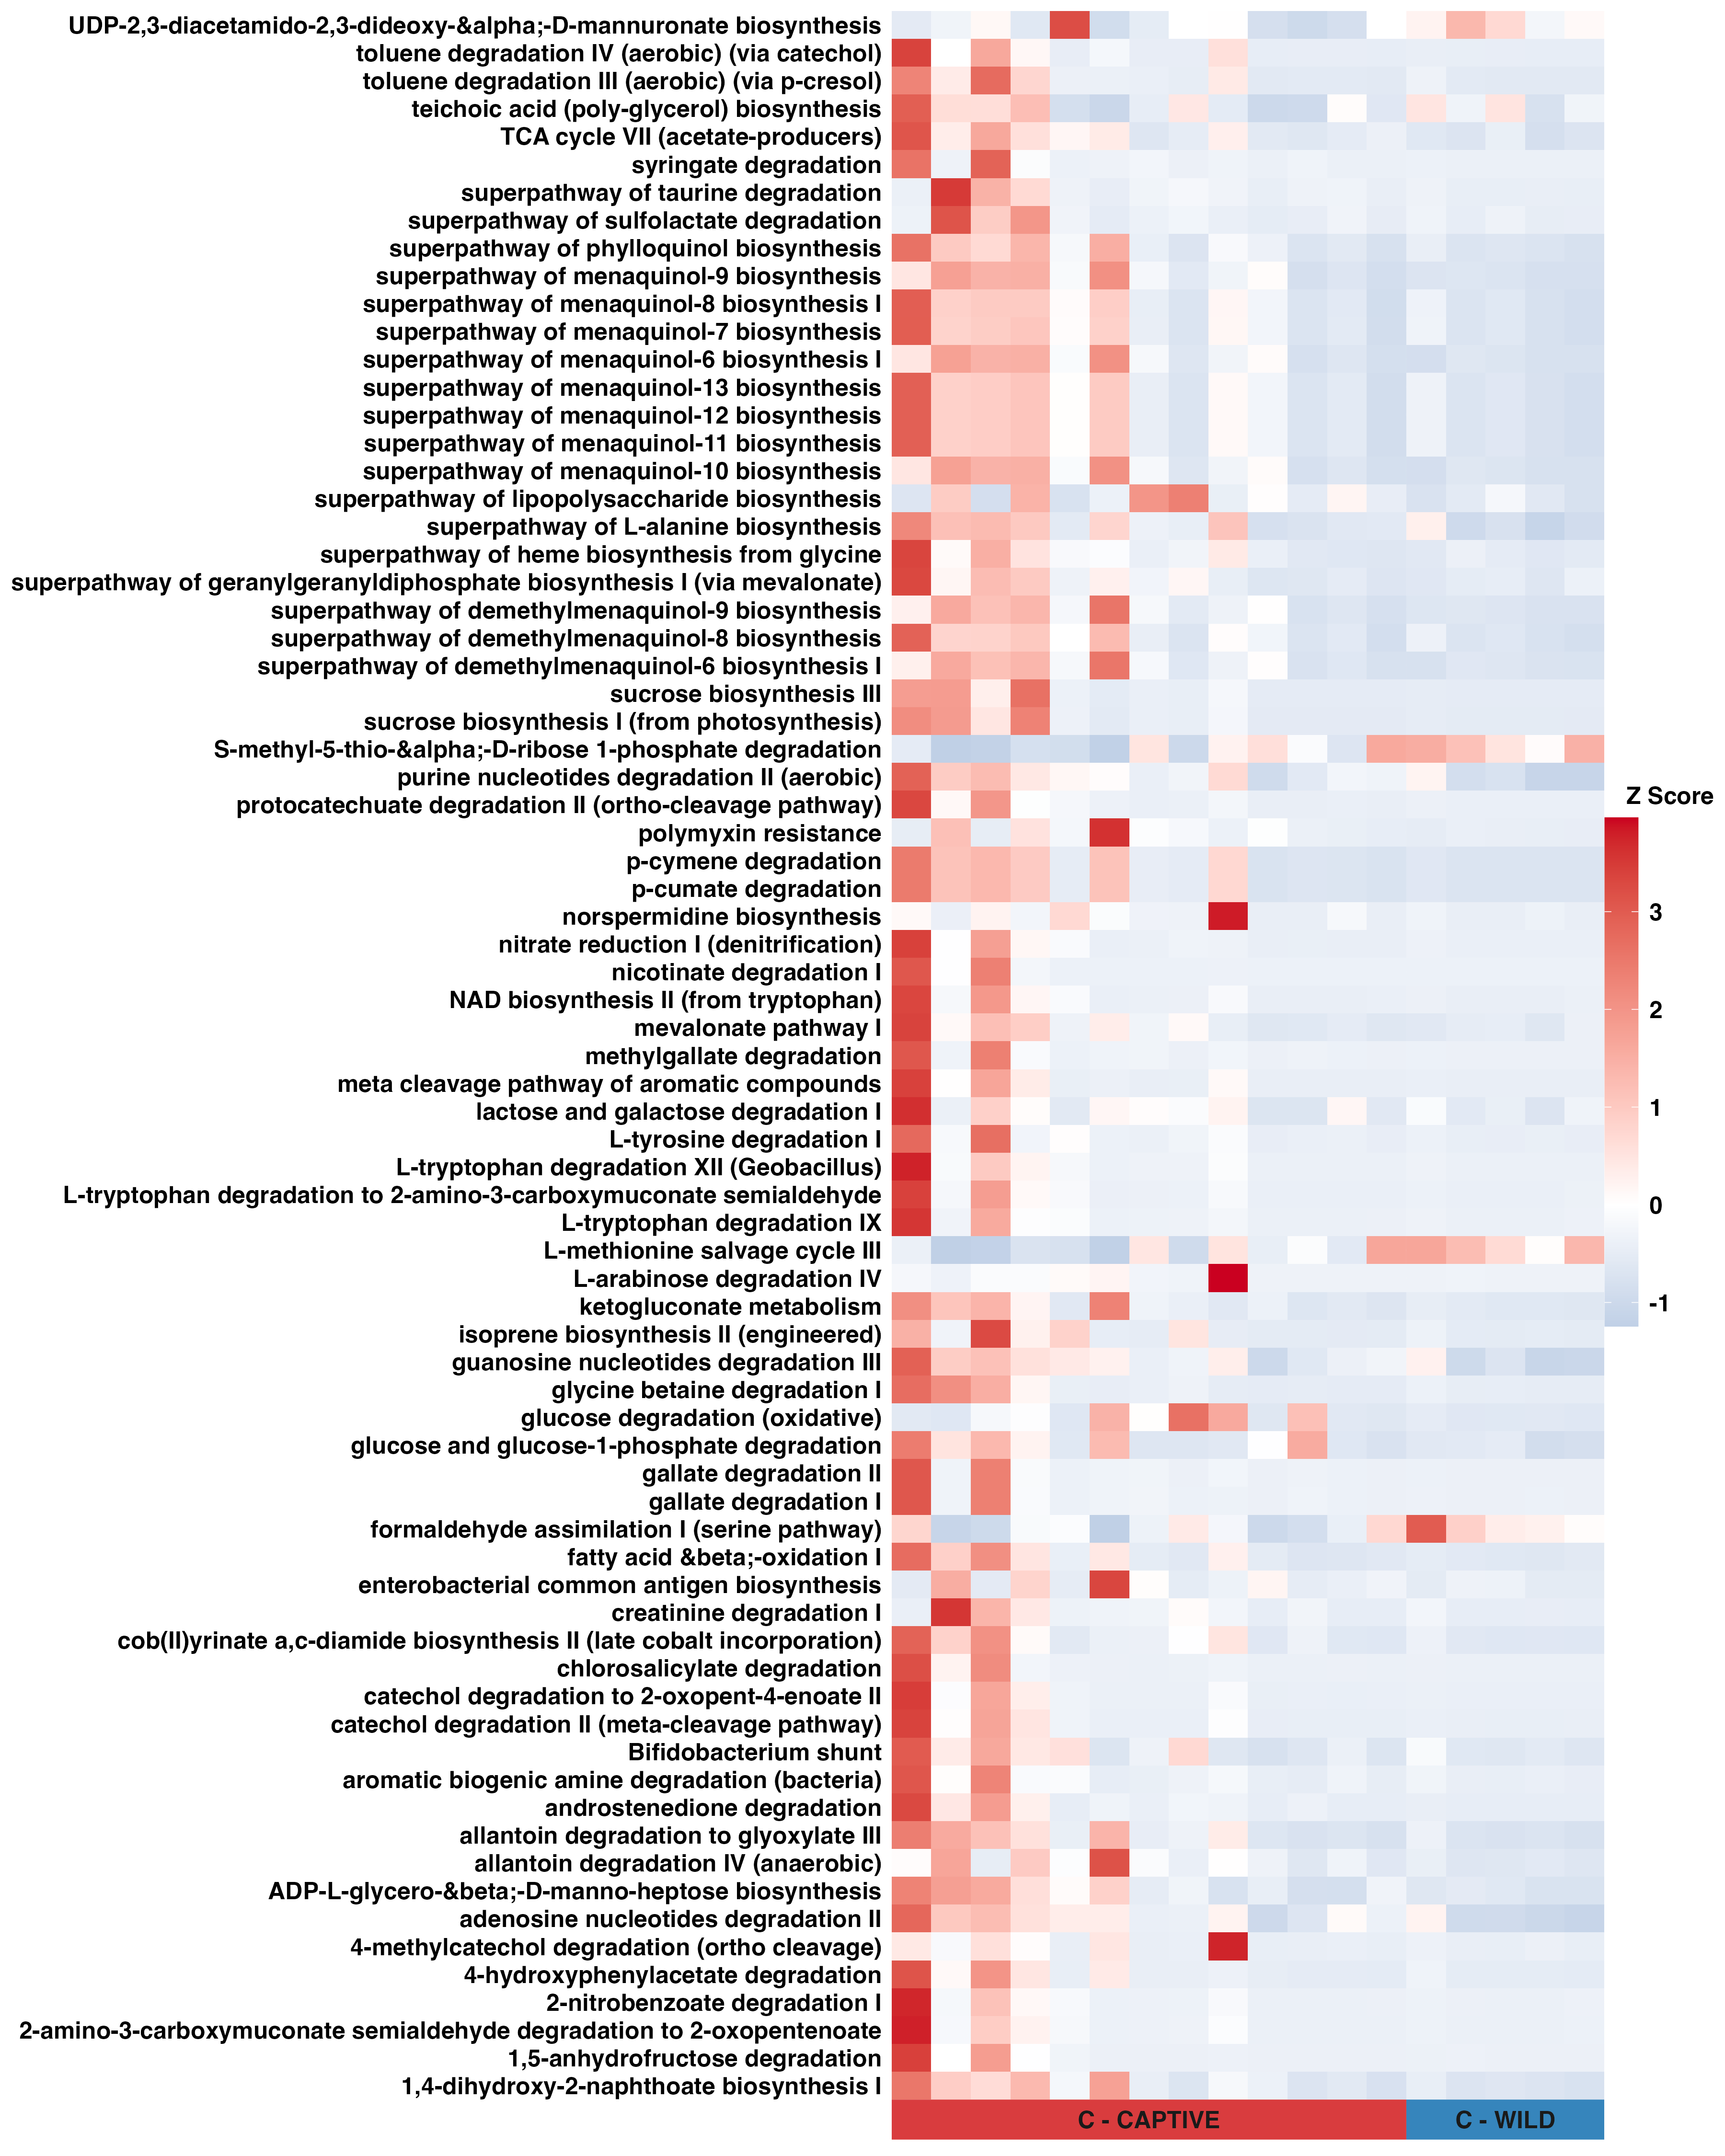 UDP-2,3-diacetamido-2,3-dideoxy-&alpha;-D-mannuronate biosynthesis
toluene degradation IV (aerobic) (via catechol)
toluene degradation III (aerobic) (via p-cresol)
teichoic acid (poly-glycerol) biosynthesis
TCA cycle VII (acetate-producers)
syringate degradation
superpathway of taurine degradation
superpathway of sulfolactate degradation
superpathway of phylloquinol biosynthesis
superpathway of menaquinol-9 biosynthesis
superpathway of menaquinol-8 biosynthesis I
superpathway of menaquinol-7 biosynthesis
superpathway of menaquinol-6 biosynthesis I
superpathway of menaquinol-13 biosynthesis
superpathway of menaquinol-12 biosynthesis
superpathway of menaquinol-11 biosynthesis
superpathway of menaquinol-10 biosynthesis
superpathway of lipopolysaccharide biosynthesis
superpathway of L-alanine biosynthesis
superpathway of heme biosynthesis from glycine
superpathway of geranylgeranyldiphosphate biosynthesis I (via mevalonate)
superpathway of demethylmenaquinol-9 biosynthesis
superpathway of demethylmenaquinol-8 biosynthesis
superpathway of demethylmenaquinol-6 biosynthesis I
sucrose biosynthesis III
sucrose biosynthesis I (from photosynthesis)
S-methyl-5-thio-&alpha;-D-ribose 1-phosphate degradation
purine nucleotides degradation II (aerobic)
protocatechuate degradation II (ortho-cleavage pathway)
polymyxin resistance
p-cymene degradation
p-cumate degradation
norspermidine biosynthesis
nitrate reduction I (denitrification)
nicotinate degradation I
NAD biosynthesis II (from tryptophan)
mevalonate pathway I
methylgallate degradation
meta cleavage pathway of aromatic compounds
lactose and galactose degradation I
L-tyrosine degradation I
L-tryptophan degradation XII (Geobacillus)
L-tryptophan degradation to 2-amino-3-carboxymuconate semialdehyde
L-tryptophan degradation IX
L-methionine salvage cycle III
L-arabinose degradation IV
ketogluconate metabolism
isoprene biosynthesis II (engineered)
guanosine nucleotides degradation III
glycine betaine degradation I
glucose degradation (oxidative)
glucose and glucose-1-phosphate degradation
gallate degradation II
gallate degradation I
formaldehyde assimilation I (serine pathway)
fatty acid &beta;-oxidation I
enterobacterial common antigen biosynthesis
creatinine degradation I
cob(II)yrinate a,c-diamide biosynthesis II (late cobalt incorporation)
chlorosalicylate degradation
catechol degradation to 2-oxopent-4-enoate II
catechol degradation II (meta-cleavage pathway)
Bifidobacterium shunt
aromatic biogenic amine degradation (bacteria)
androstenedione degradation
allantoin degradation to glyoxylate III
allantoin degradation IV (anaerobic)
ADP-L-glycero-&beta;-D-manno-heptose biosynthesis
adenosine nucleotides degradation II
4-methylcatechol degradation (ortho cleavage)
4-hydroxyphenylacetate degradation
2-nitrobenzoate degradation I
2-amino-3-carboxymuconate semialdehyde degradation to 2-oxopentenoate
1,5-anhydrofructose degradation
1,4-dihydroxy-2-naphthoate biosynthesis I
C - CAPTIVE
C - WILD
Z Score
3
2
1
0
-1